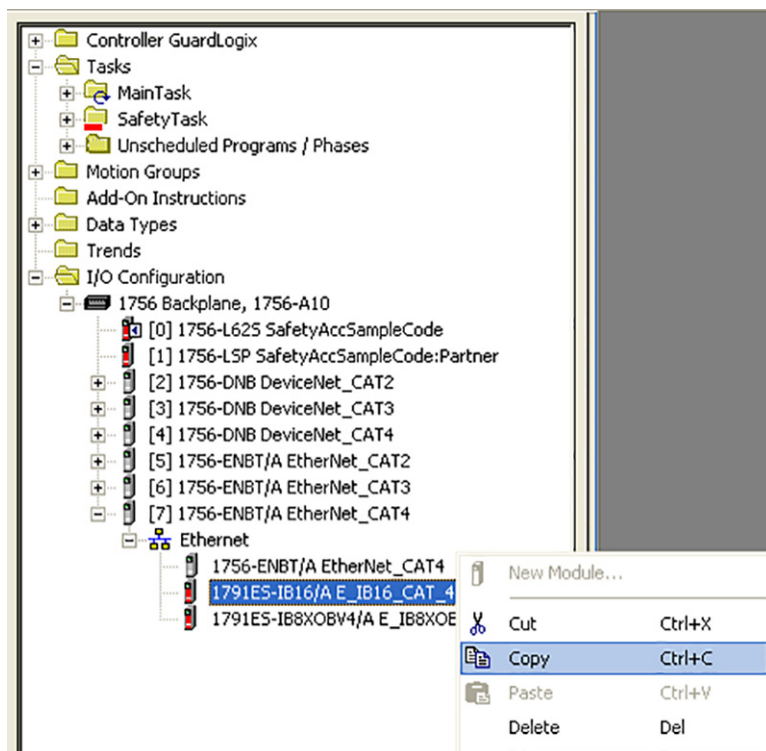 Controller GuardLogix
Tasks
MainTask
SafetyTask
Unscheduled Programs / Phases
Motion Groups
Add-On Instructions
Data Types
Trends
I/O Configuration
1756 Backplane, 1756-A10
[0] 1756-L62S SafetyAccSampleCode
[1] 1756-LSP SafetyAccSampleCode:Partner
[2] 1756-DNB DeviceNet_CAT2
[3] 1756-DNB DeviceNet_CAT3
[4] 1756-DNB DeviceNet_CAT4
[5] 1756-ENBT/A EtherNet_CAT2
[6] 1756-ENBT/A EtherNet_CAT3
[7] 1756-ENBT/A EtherNet_CAT4
Ethernet
1756-ENBT/A EtherNet_CAT4
1791ES-IB16/A E_IB16_CAT_4
1791ES-IB8XOBV4/A E_IB8XOE
New Module...
Cut Ctrl+X
Copy Ctrl+C
Paste Ctrl+V
Delete Del